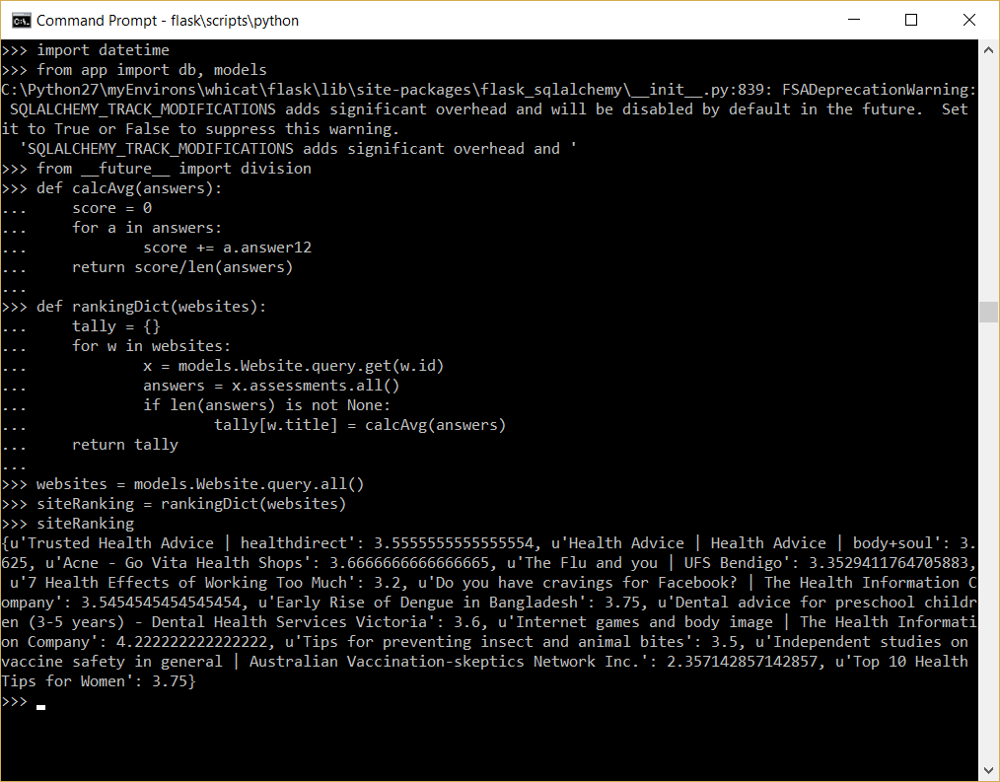 Command Prompt - flask\scripts\python
>>> import datetime
>>> from app import db, models
C:\Python27\myEnvirons\whicat\flask\lib\site-packages\flask_sqlalchemy\__init__.py:839: FSADeprecationWarning:
 SQLALCHEMY_TRACK_MODIFICATIONS adds significant overhead and will be disabled by default in the future.  Set
it to True or False to suppress this warning.
  'SQLALCHEMY_TRACK_MODIFICATIONS adds significant overhead and '
>>> from __future__ import division
>>> def calcAvg(answers):
...     score = 0
...     for a in answers:
...             score += a.answer12
...     return score/len(answers)
...
>>> def rankingDict(websites):
...     tally = {}
...     for w in websites:
...             x = models.Website.query.get(w.id)
...             answers = x.assessments.all()
...             if len(answers) is not None:
...                     tally[w.title] = calcAvg(answers)
...     return tally
...
>>> websites = models.Website.query.all()
>>> siteRanking = rankingDict(websites)
>>> siteRanking
{u'Trusted Health Advice | healthdirect': 3.5555555555555554, u'Health Advice | Health Advice | body+soul': 3.
625, u'Acne - Go Vita Health Shops': 3.6666666666666665, u'The Flu and you | UFS Bendigo': 3.3529411764705883,
 u'7 Health Effects of Working Too Much': 3.2, u'Do you have cravings for Facebook? | The Health Information C
ompany': 3.5454545454545454, u'Early Rise of Dengue in Bangladesh': 3.75, u'Dental advice for preschool childr
en (3-5 years) - Dental Health Services Victoria': 3.6, u'Internet games and body image | The Health Informati
on Company': 4.222222222222222, u'Tips for preventing insect and animal bites': 3.5, u'Independent studies on
vaccine safety in general | Australian Vaccination-skeptics Network Inc.': 2.357142857142857, u'Top 10 Health
Tips for Women': 3.75}
>>>